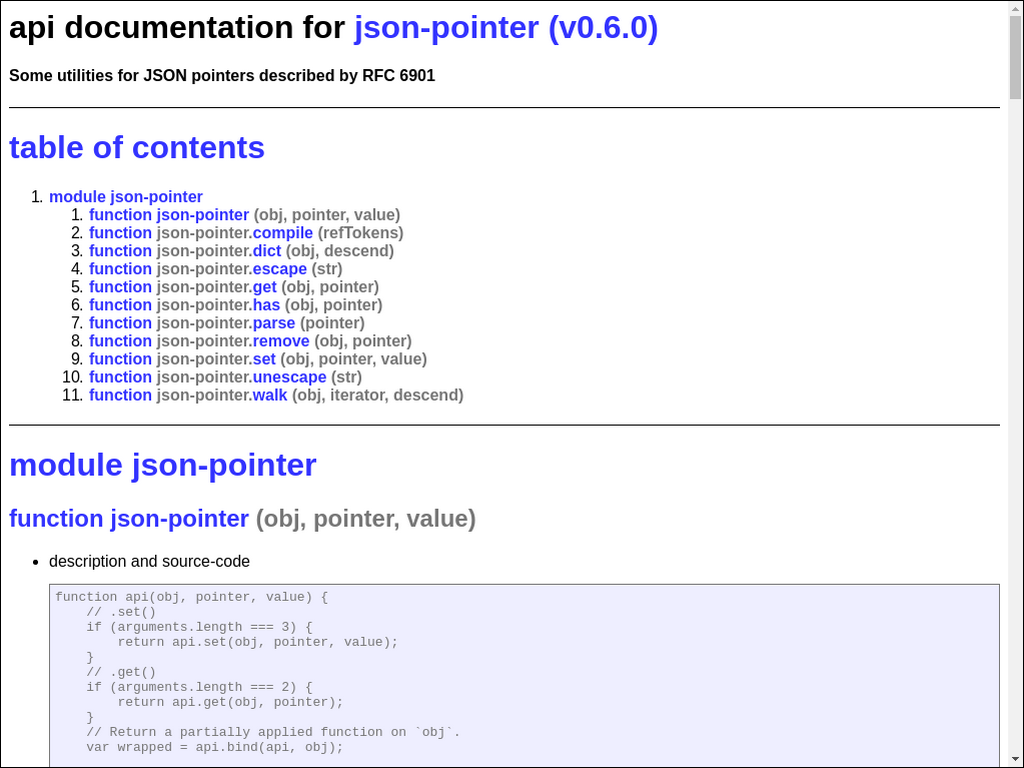 api documentation for json-pointer (v0.6.0)
Some utilities for JSON pointers described by RFC 6901
table of contents
1. module json-pointer
1. function json-pointer (obj, pointer, value)
2. function json-pointer.compile (refTokens)
3. function json-pointer.dict (obj, descend)
4. function json-pointer.escape (str)
5. function json-pointer.get (obj, pointer)
6. function json-pointer.has (obj, pointer)
7. function json-pointer.parse (pointer)
8. function json-pointer.remove (obj, pointer)
9. function json-pointer.set (obj, pointer, value)
10. function json-pointer.unescape (str)
11. function json-pointer.walk (obj, iterator, descend)
module json-pointer
function json-pointer (obj, pointer, value)
• description and source-code
function api(obj, pointer, value) {
    // .set()
    if (arguments.length === 3) {
        return api.set(obj, pointer, value);
    }
    // .get()
    if (arguments.length === 2) {
        return api.get(obj, pointer);
    }
    // Return a partially applied function on `obj`.
    var wrapped = api.bind(api, obj);